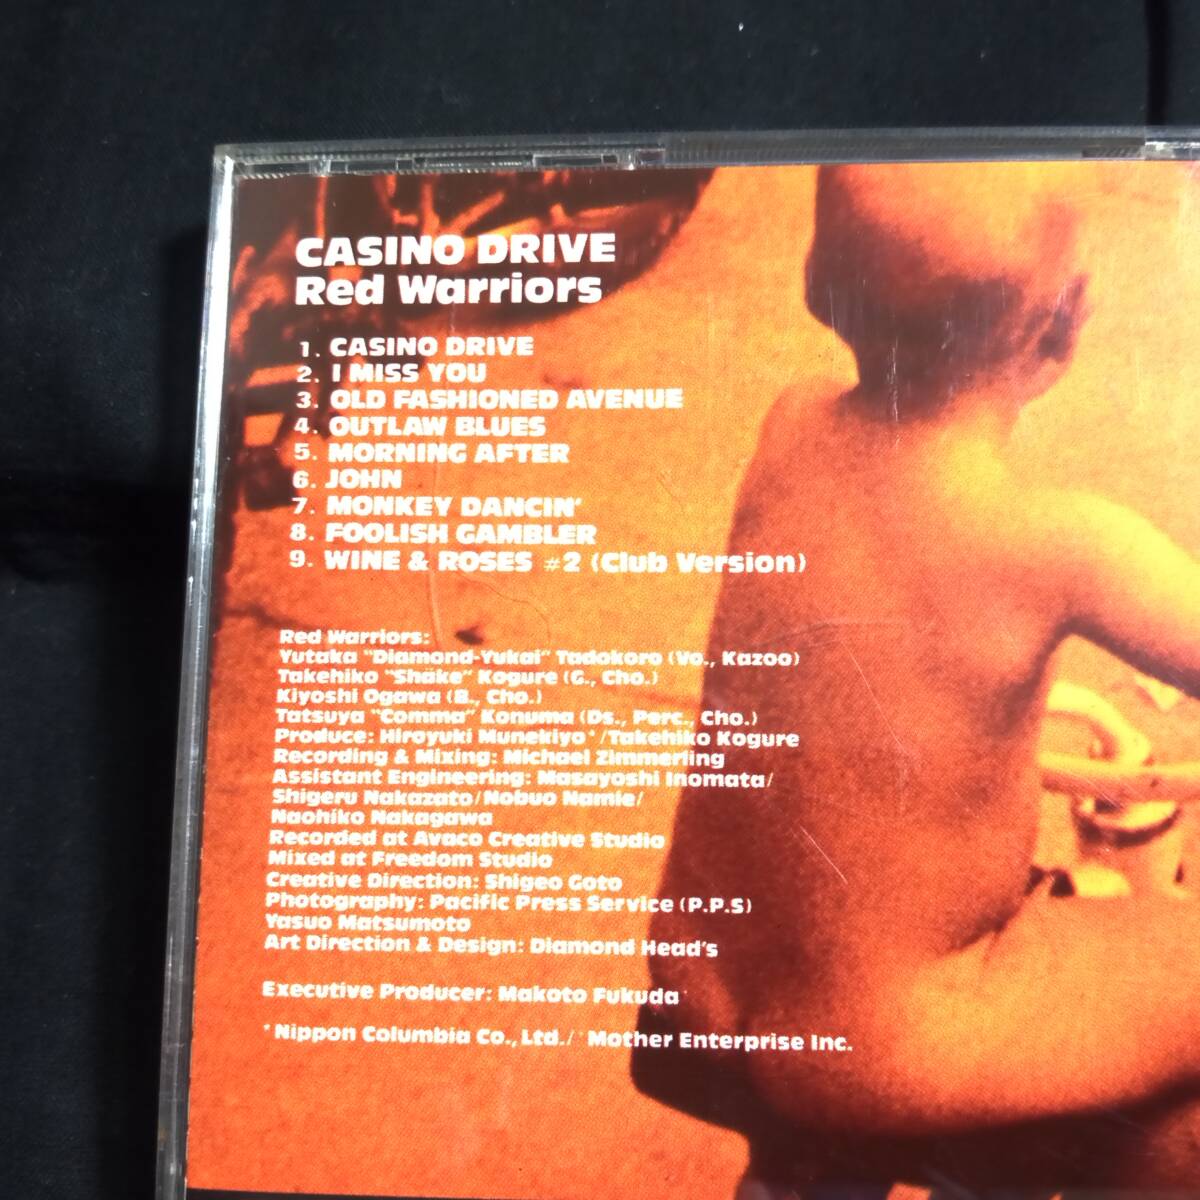 CASINO DRIVE
Red Warriors
1. CASINO DRIVE
2. I MISS YOU
3. OLD FASHIONED AVENUE
4. OUTLAW BLUES
5. MORNING AFTER
6. JOHN
7. MONKEY DANCIN'
8. FOOLISH GAMBLER
9. WINE & ROSES #2 (Club Version)
Red Warriors:
Yutaka "Diamond-Yukai" Tadokoro (Vo., Kazoo)
Takehiko "Shäke" Kogure (G., Cho.)
Kiyoshi Ogawa (B., Cho.)
Tatsuya "Comma" Konuma (Ds., Perc., Cho.)
Produce: Hiroyuki Munekiyo*/Takehiko Kogure
Recording & Mixing: Michael Zimmerling
Assistant Engineering: Masayoshi Inomata/
Shigeru Nakazato/Nobuo Namie/
Naohiko Nakagawa
Recorded at Avaco Creative Studio
Mixed at Freedom Studio
Creative Direction: Shigeo Goto
Photography: Pacific Press Service (P.P.S)
Yasuo Matsumoto
Art Direction & Design: Diamond Head's
Executive Producer: Makoto Fukuda
*Nippon Columbia Co., Ltd./ Mother Enterprise Inc.